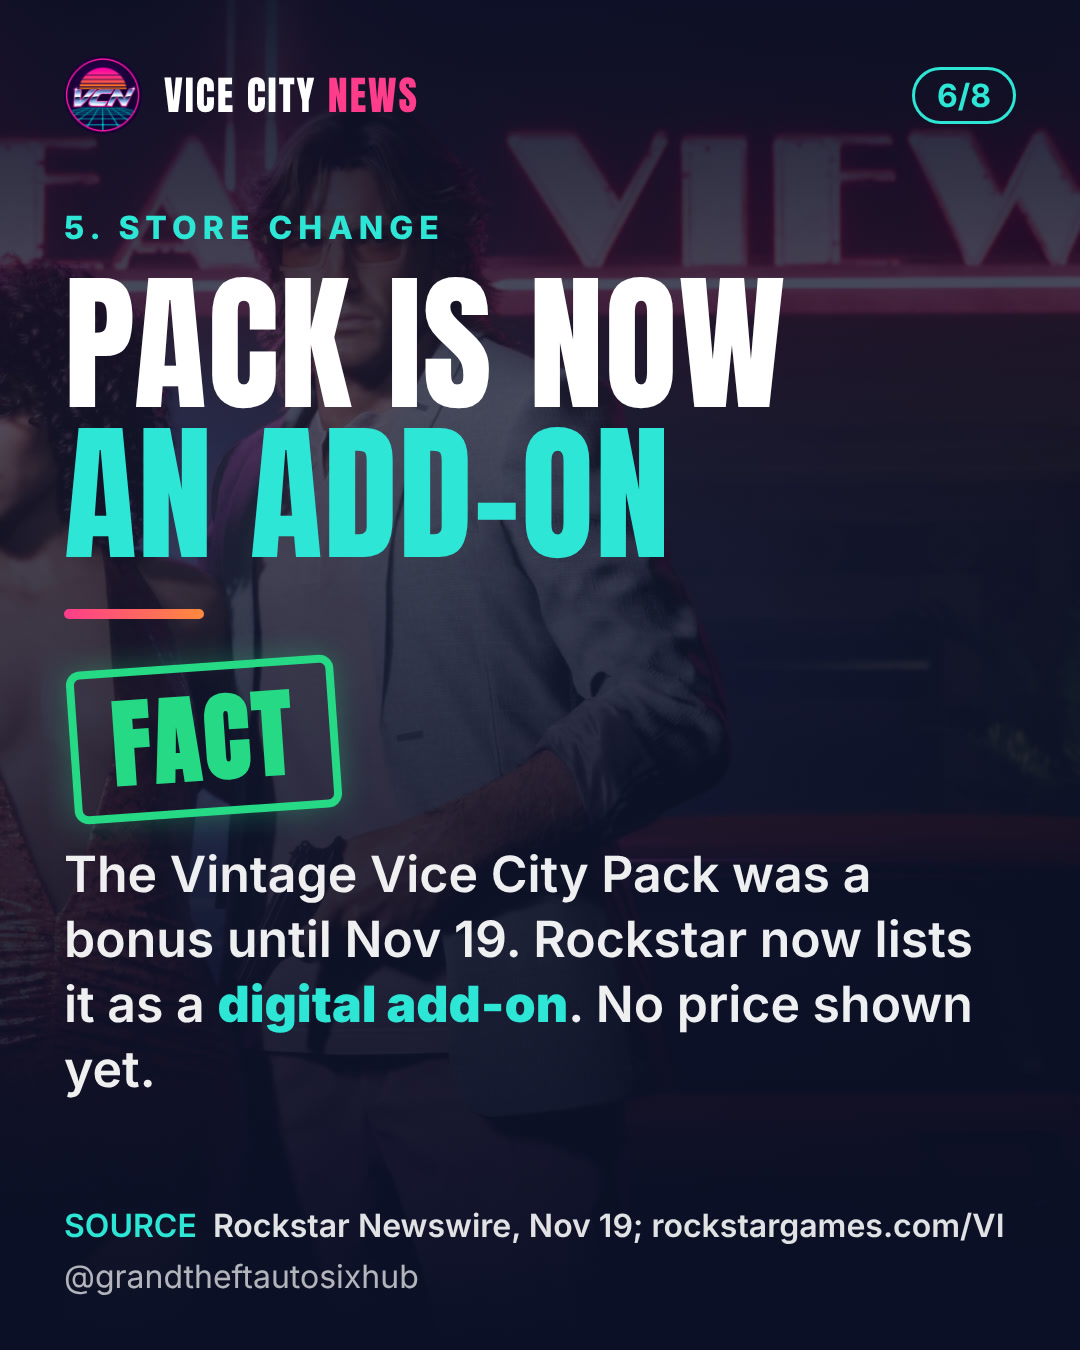 VCN
VICE CITY NEWS
6/8
5. STORE CHANGE
PACK IS NOW
AN ADD-ON
FACT
The Vintage Vice City Pack was a
bonus until Nov 19. Rockstar now lists
it as a digital add-on. No price shown
yet.
SOURCE Rockstar Newswire, Nov 19; rockstargames.com/VI
@grandtheftautosixhub